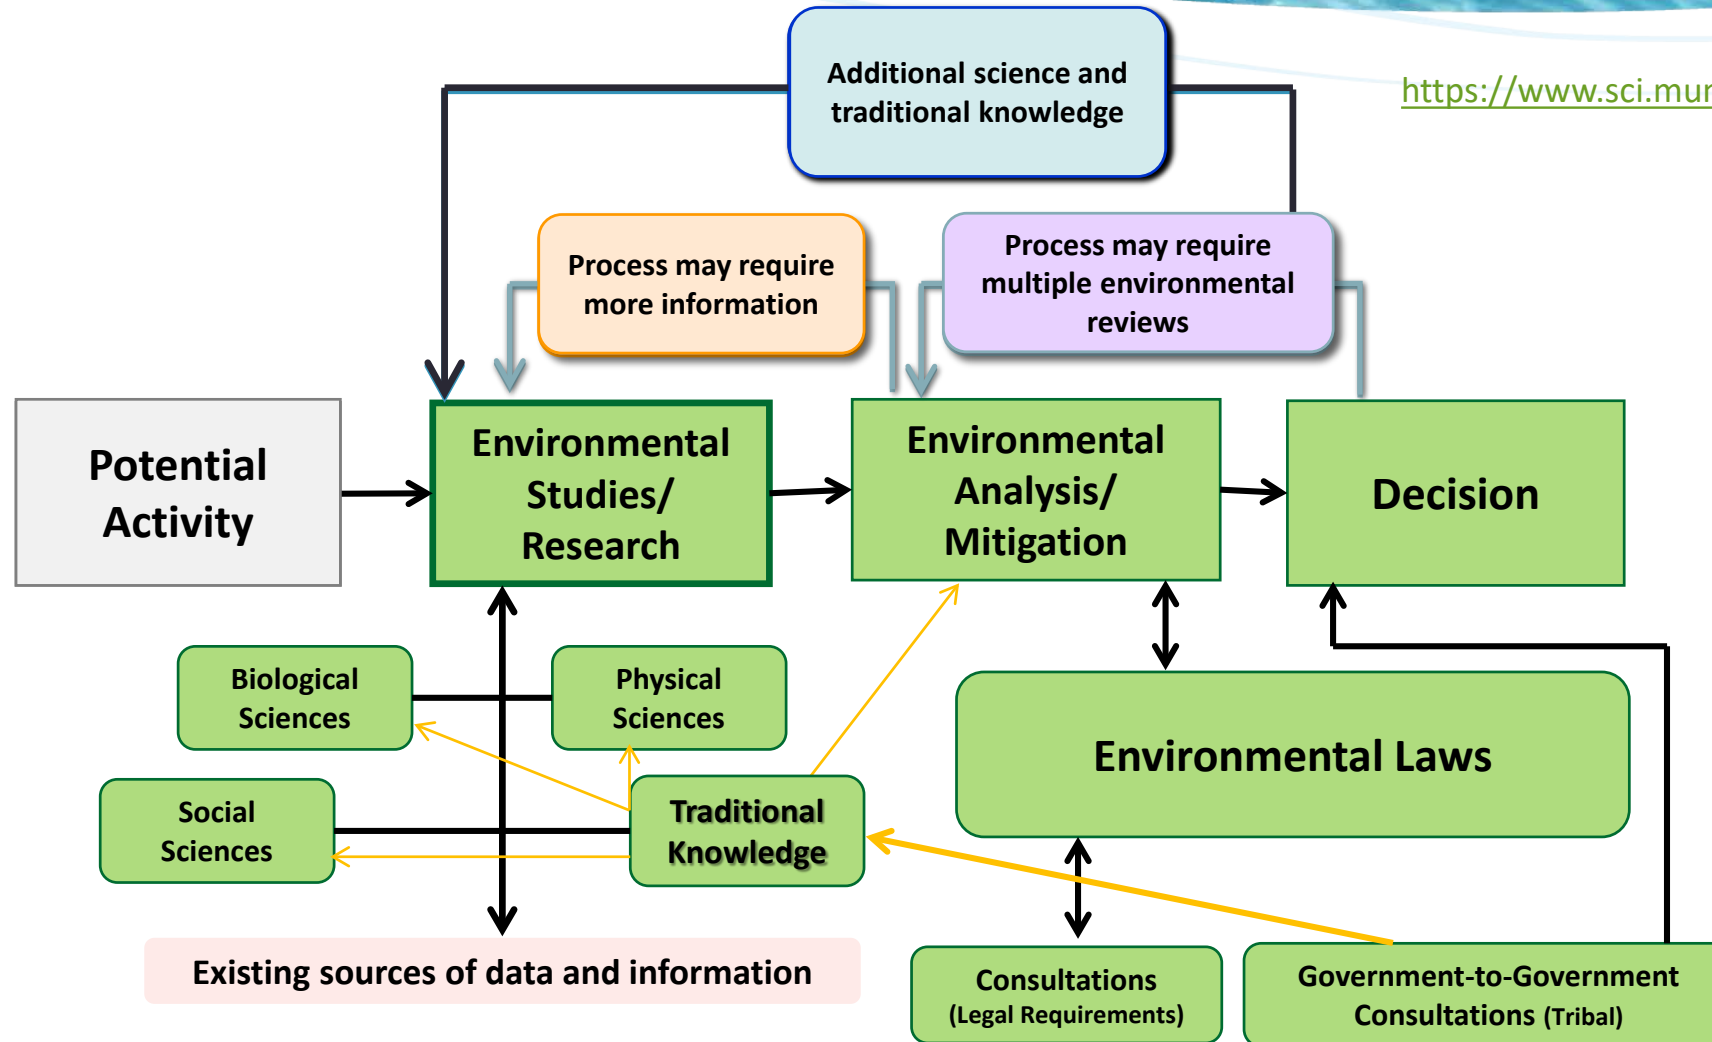 Additional science and
traditional knowledge
https://www.sci.mun
Process may require
more information
Process may require
multiple environmental
reviews
Potential
Activity
Environmental
Studies/
Research
Environmental
Analysis/
Mitigation
Decision
Biological
Sciences
Physical
Sciences
Environmental Laws
Social
Sciences
Traditional
Knowledge
Existing sources of data and information
Consultations
(Legal Requirements)
Government-to-Government
Consultations (Tribal)